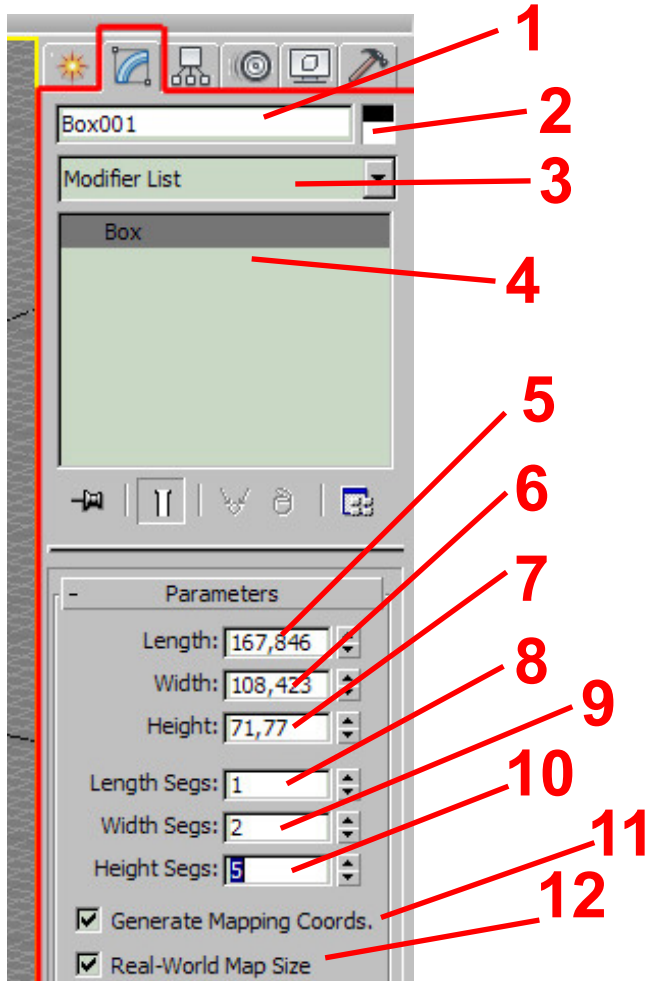 1
Box001
2
Modifier List
3
Box
4
5
6
- Parameters
7
Length: 167,846
8
Width: 108,423
9
Height: 71,77
10
Length Segs: 1
11
Width Segs: 2
Height Segs: 5
12
Generate Mapping Coords.
Real-World Map Size